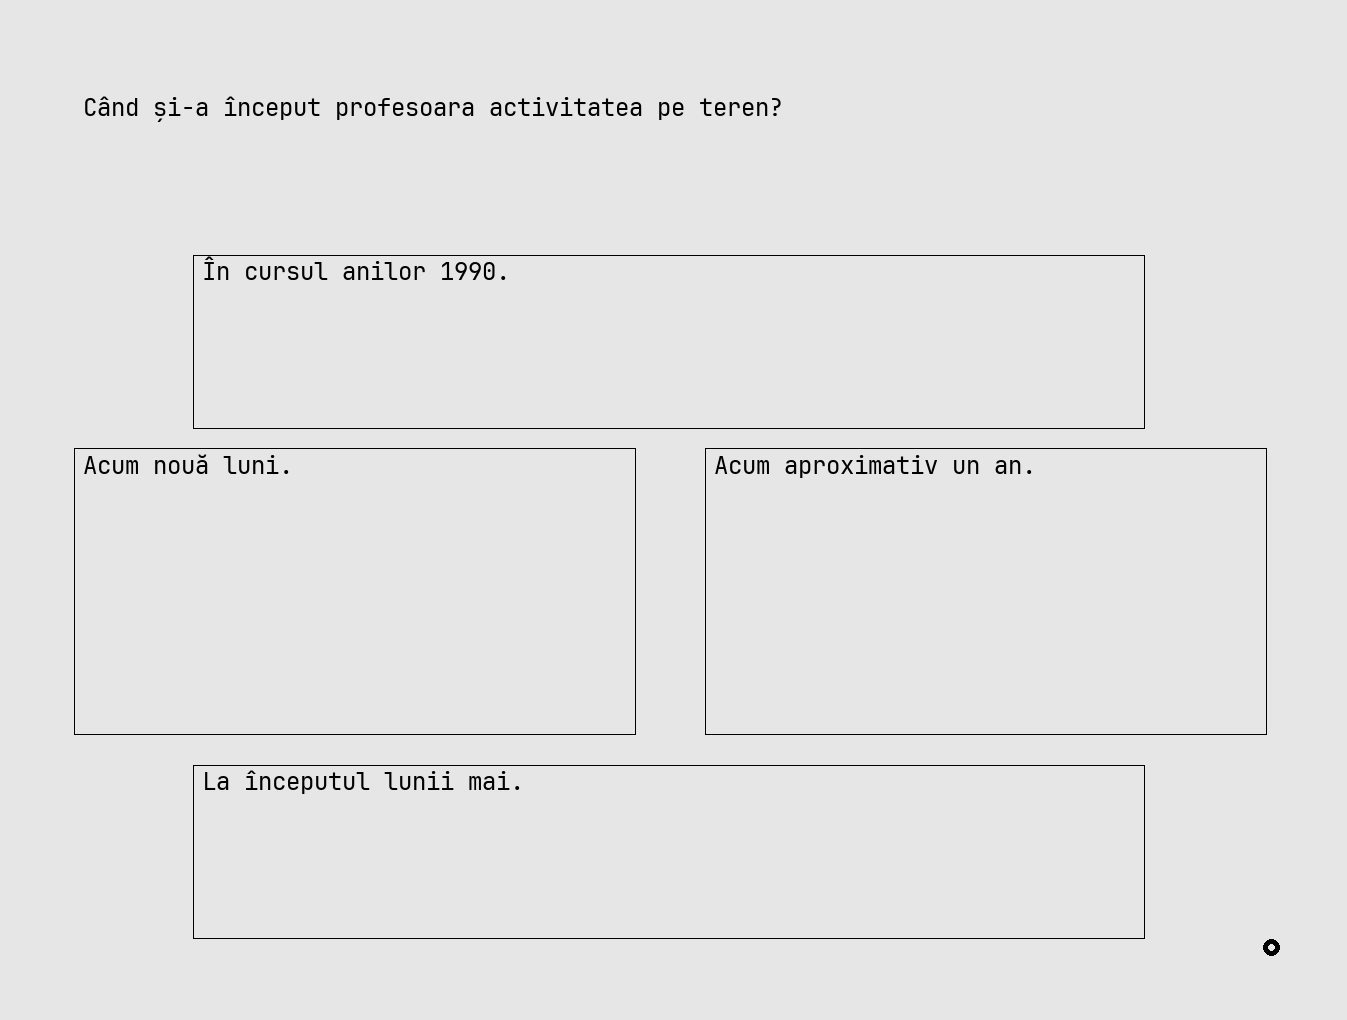 Când și-a început profesoara activitatea pe teren?
În cursul anilor 1990.
Acum nouă luni.
Acum aproximativ un an.
La începutul lunii mai.